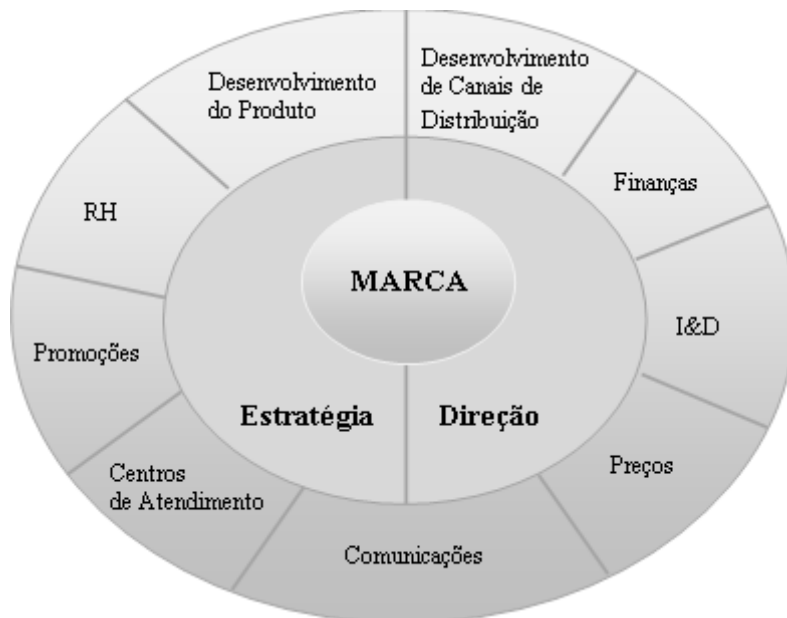 Desenvolvimento
do Produto
Desenvolvimento
de Canais de
Distribuição
Finanças
RH
MARCA
I&D
Promoções
Estratégia
Direção
Preços
Centros
de Atendimento
Comunicações